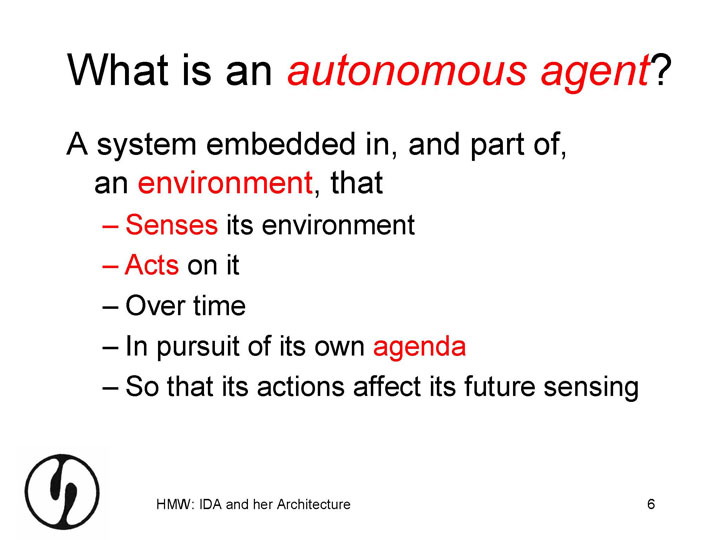 What is an autonomous agent?
A system embedded in, and part of,
an environment, that
– Senses its environment
– Acts on it
– Over time
– In pursuit of its own agenda
– So that its actions affect its future sensing
HMW: IDA and her Architecture
6